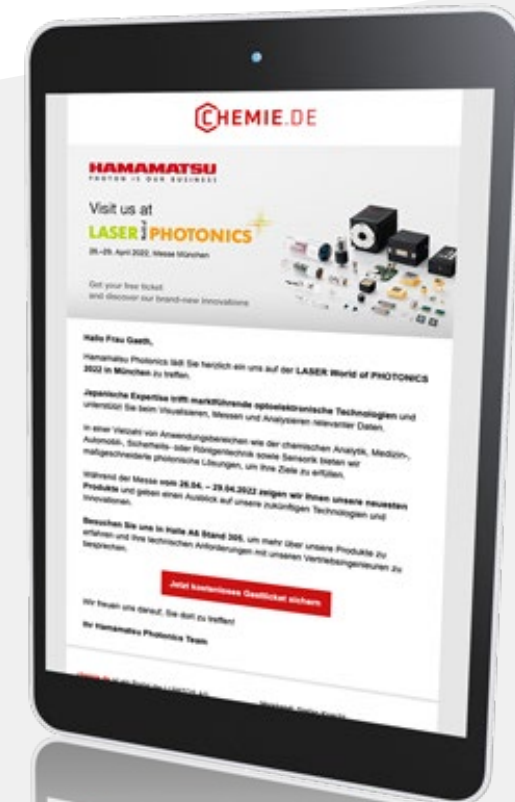 CHEMIE.DE
HAMAMATSU
PHOTON IS OUR BUSINESS
Visit us at
LASER World of PHOTONICS
26.–29. April 2022, Messe München
Get your free ticket
and discover our brand-new innovations
Hallo Frau Gaeth,
Hamamatsu Photonics lädt Sie herzlich ein uns auf der LASER World of PHOTONICS
2022 in München zu treffen.
Japanische Expertise trifft marktführende optoelektronische Technologien und
unterstützt Sie beim Visualisieren, Messen und Analysieren relevanter Daten.
In einer Vielzahl von Anwendungsbereichen wie der chemischen Analytik, Medizin-,
Automobil-, Sicherheits- oder Röntgentechnik sowie Sensorik bieten wir
maßgeschneiderte photonische Lösungen, um Ihre Ziele zu erfüllen.
Während der Messe vom 26.04. – 29.04.2022 zeigen wir Ihnen unsere neuesten
Produkte und geben einen Ausblick auf unsere zukünftigen Technologien und
Innovationen.
Besuchen Sie uns in Halle A6 Stand 305, um mehr über unsere Produkte zu
erfahren und Ihre technischen Anforderungen mit unseren Vertriebsingenieuren zu
besprechen.
Jetzt kostenloses Gastticket sichern
Wir freuen uns darauf, Sie dort zu treffen!
Ihr Hamamatsu Photonics Team